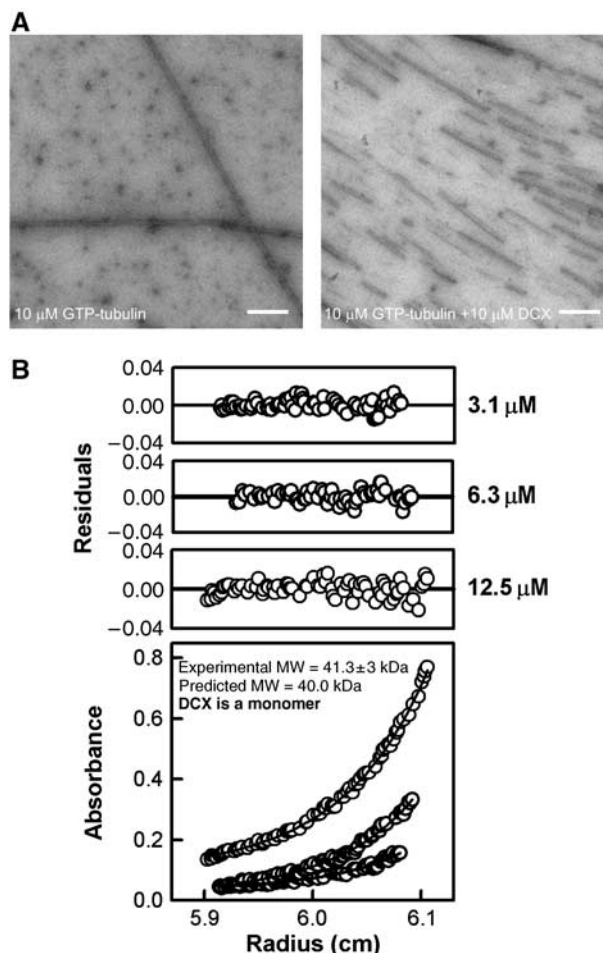 A
10 μM GTP-tubulin
10 μM GTP-tubulin +10 μM DCX
B
0.04
0.00
−0.04
3.1 μM
0.04
0.00
−0.04
6.3 μM
0.04
0.00
−0.04
12.5 μM
Residuals
0.8
0.6
0.4
0.2
0.0
Absorbance
Experimental MW = 41.3±3 kDa
Predicted MW = 40.0 kDa
DCX is a monomer
5.9
6.0
6.1
Radius (cm)